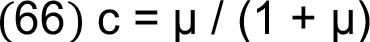 (66) c = µ / (1 + µ)